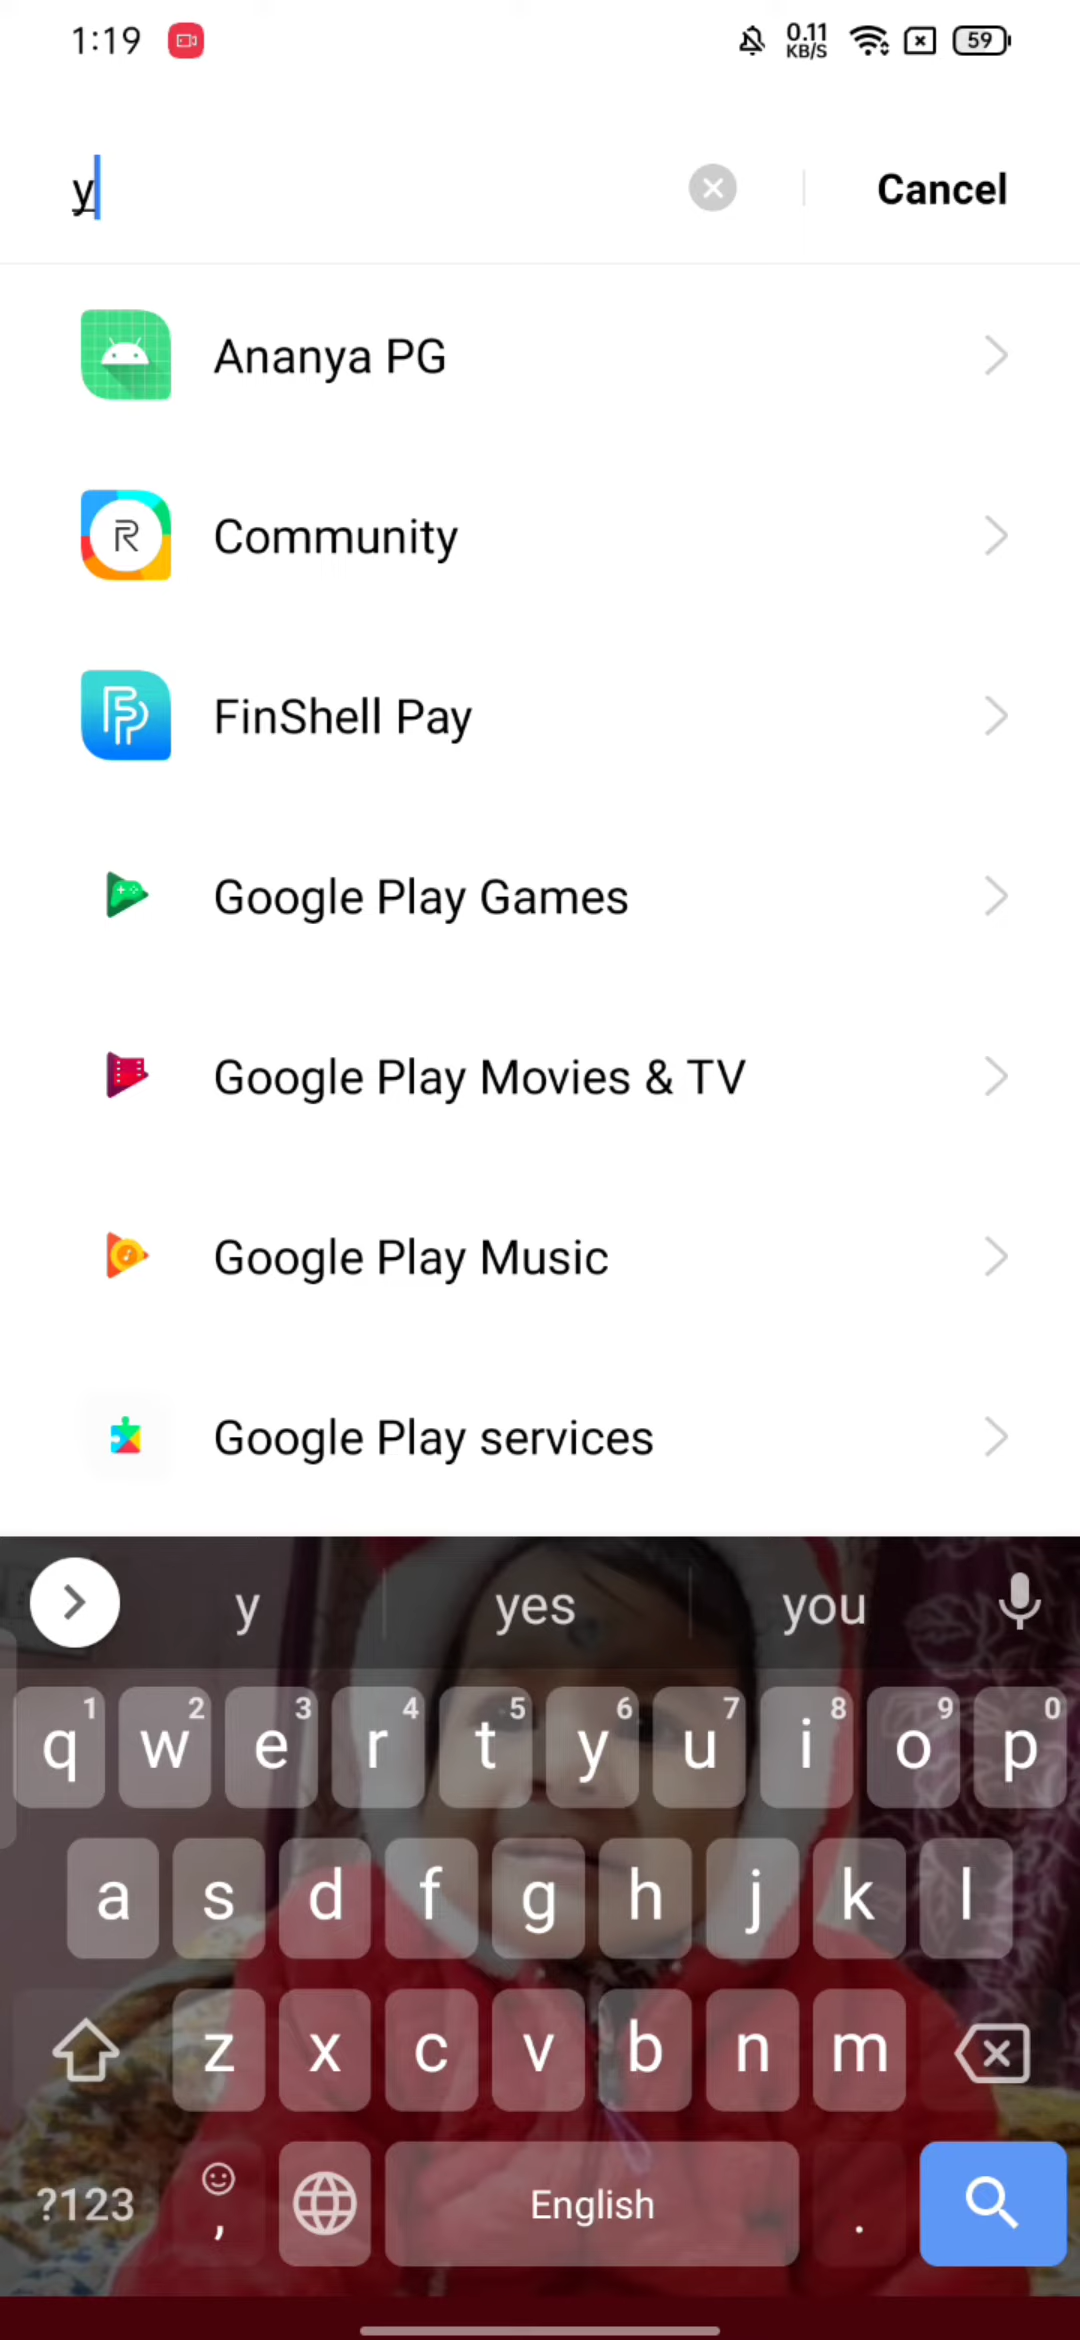 1:19
0.11
KB/S
59
y
Cancel
Ananya PG
R
Community
FinShell Pay
Google Play Games
Google Play Movies & TV
Google Play Music
Google Play services
y yes you
1 2 3 4 5 6 7 8 9 0
q w e r t y u i o p
a s d f g h j k l
z x c v b n m
?123 , English .